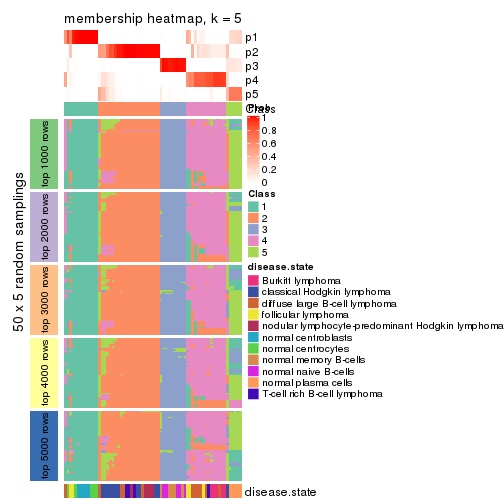 membership heatmap, k = 5
p1
p2
p3
p4
p5
Prob
Class
1
0.8
0.6
0.4
0.2
0
Class
1
2
3
4
5
disease.state
Burkitt lymphoma
classical Hodgkin lymphoma
diffuse large B-cell lymphoma
follicular lymphoma
nodular lymphocyte-predominant Hodgkin lymphoma
normal centroblasts
normal centrocytes
normal memory B-cells
normal naive B-cells
normal plasma cells
T-cell rich B-cell lymphoma
50 x 5 random samplings
top 1000 rows
top 2000 rows
top 3000 rows
top 4000 rows
top 5000 rows
disease.state